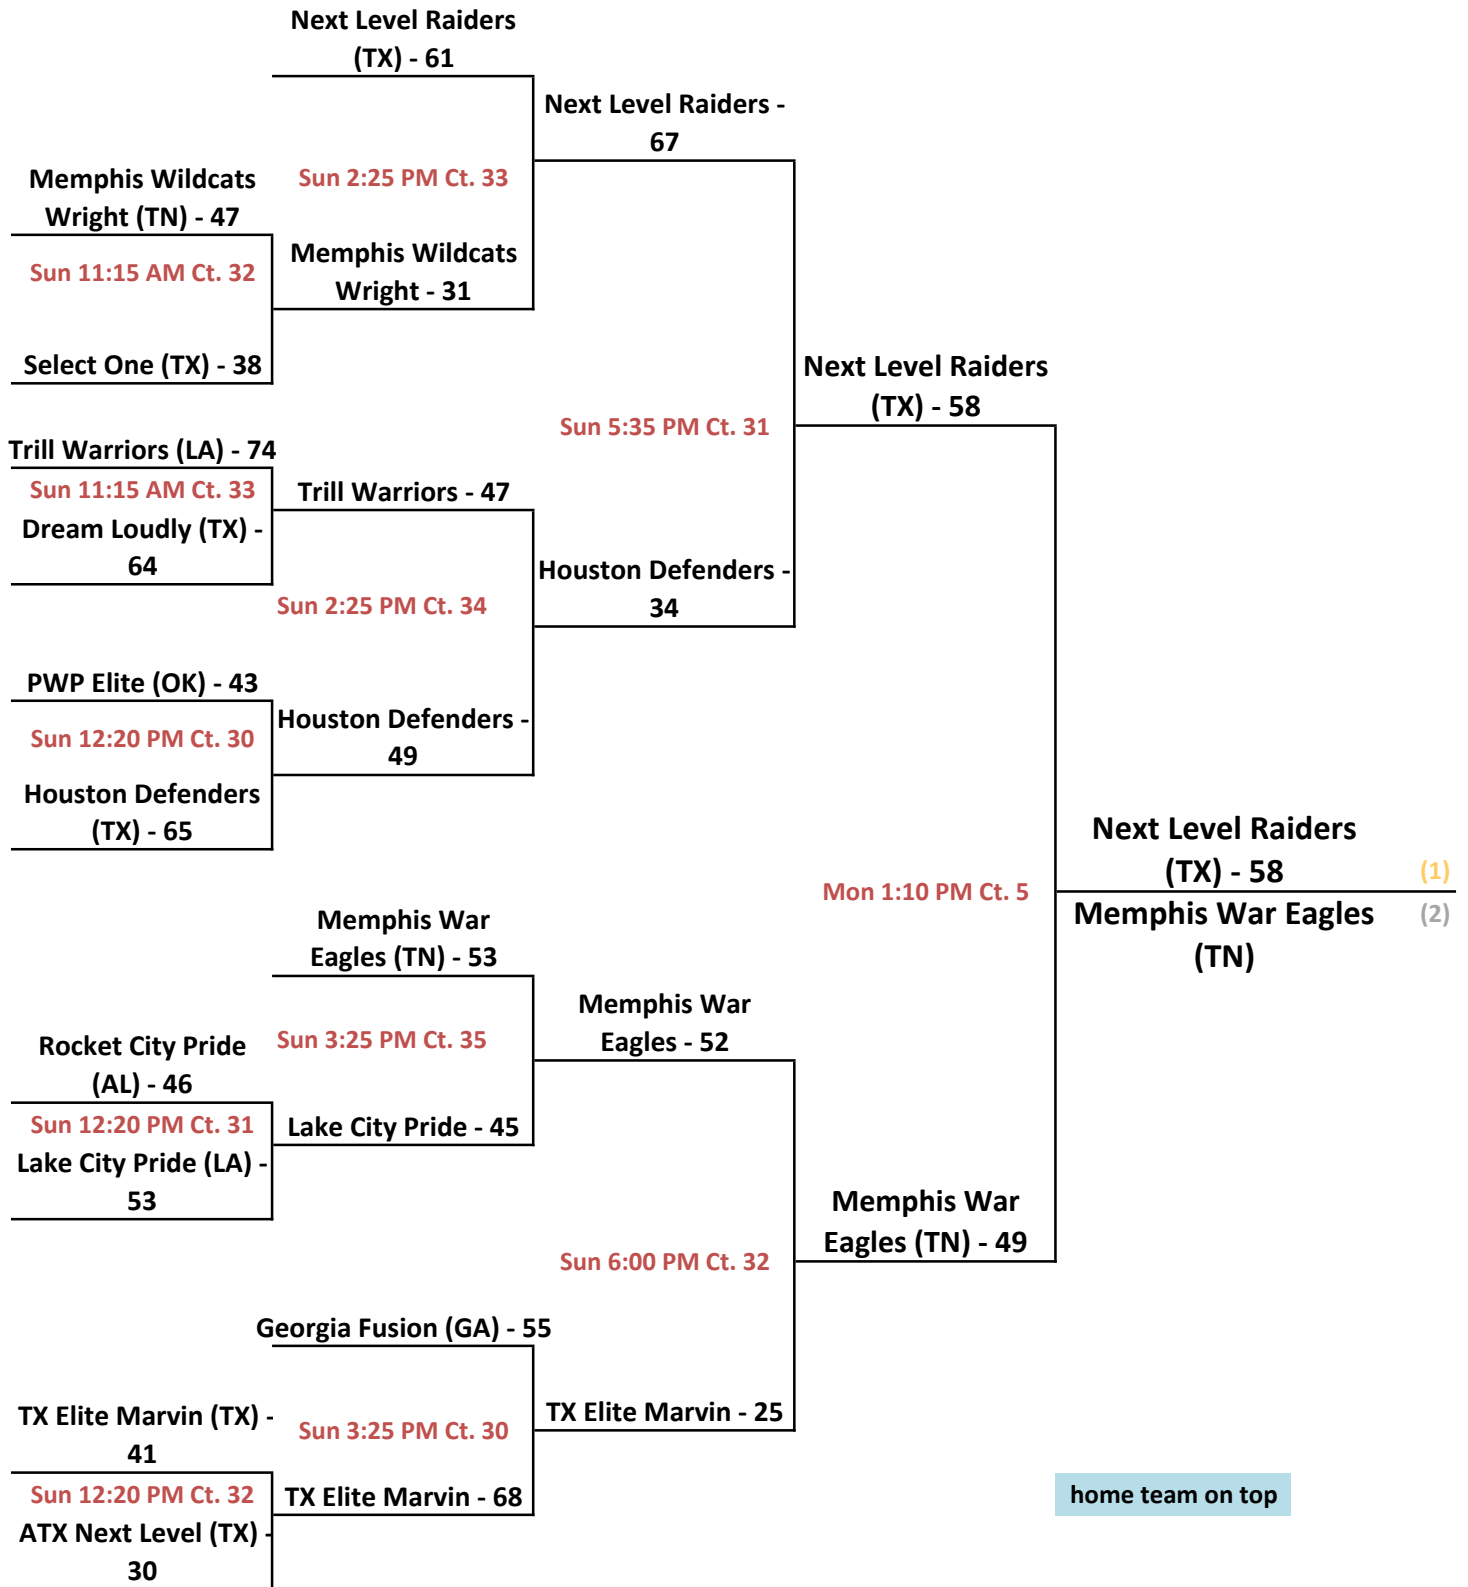 Next Level Raiders
(TX) - 61
Next Level Raiders -
67
Sun 2:25 PM Ct. 33
Memphis Wildcats
Wright (TN) - 47
Sun 11:15 AM Ct. 32
Memphis Wildcats
Wright - 31
Select One (TX) - 38
Next Level Raiders
(TX) - 58
Sun 5:35 PM Ct. 31
Trill Warriors (LA) - 74
Sun 11:15 AM Ct. 33
Trill Warriors - 47
Dream Loudly (TX) -
64
Houston Defenders -
34
Sun 2:25 PM Ct. 34
PWP Elite (OK) - 43
Sun 12:20 PM Ct. 30
Houston Defenders -
49
Houston Defenders
(TX) - 65
Next Level Raiders
(TX) - 58
(1)
Mon 1:10 PM Ct. 5
Memphis War Eagles
(TN)
(2)
Memphis War
Eagles (TN) - 53
Memphis War
Eagles - 52
Sun 3:25 PM Ct. 35
Rocket City Pride
(AL) - 46
Sun 12:20 PM Ct. 31
Lake City Pride - 45
Lake City Pride (LA) -
53
Memphis War
Eagles (TN) - 49
Sun 6:00 PM Ct. 32
Georgia Fusion (GA) - 55
TX Elite Marvin (TX) -
41
Sun 3:25 PM Ct. 30
TX Elite Marvin - 25
Sun 12:20 PM Ct. 32
TX Elite Marvin - 68
ATX Next Level (TX) -
30
home team on top